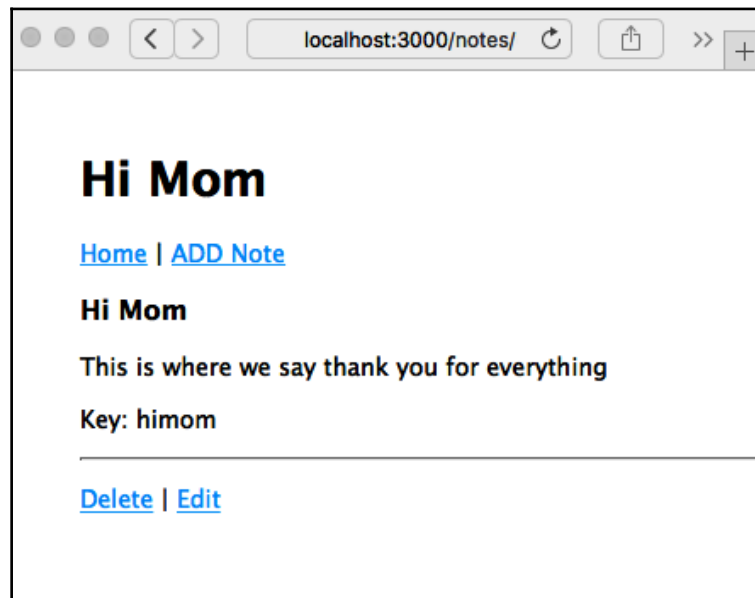 localhost:3000/notes/
Hi Mom
Home | ADD Note
Hi Mom
This is where we say thank you for everything
Key: himom
Delete | Edit